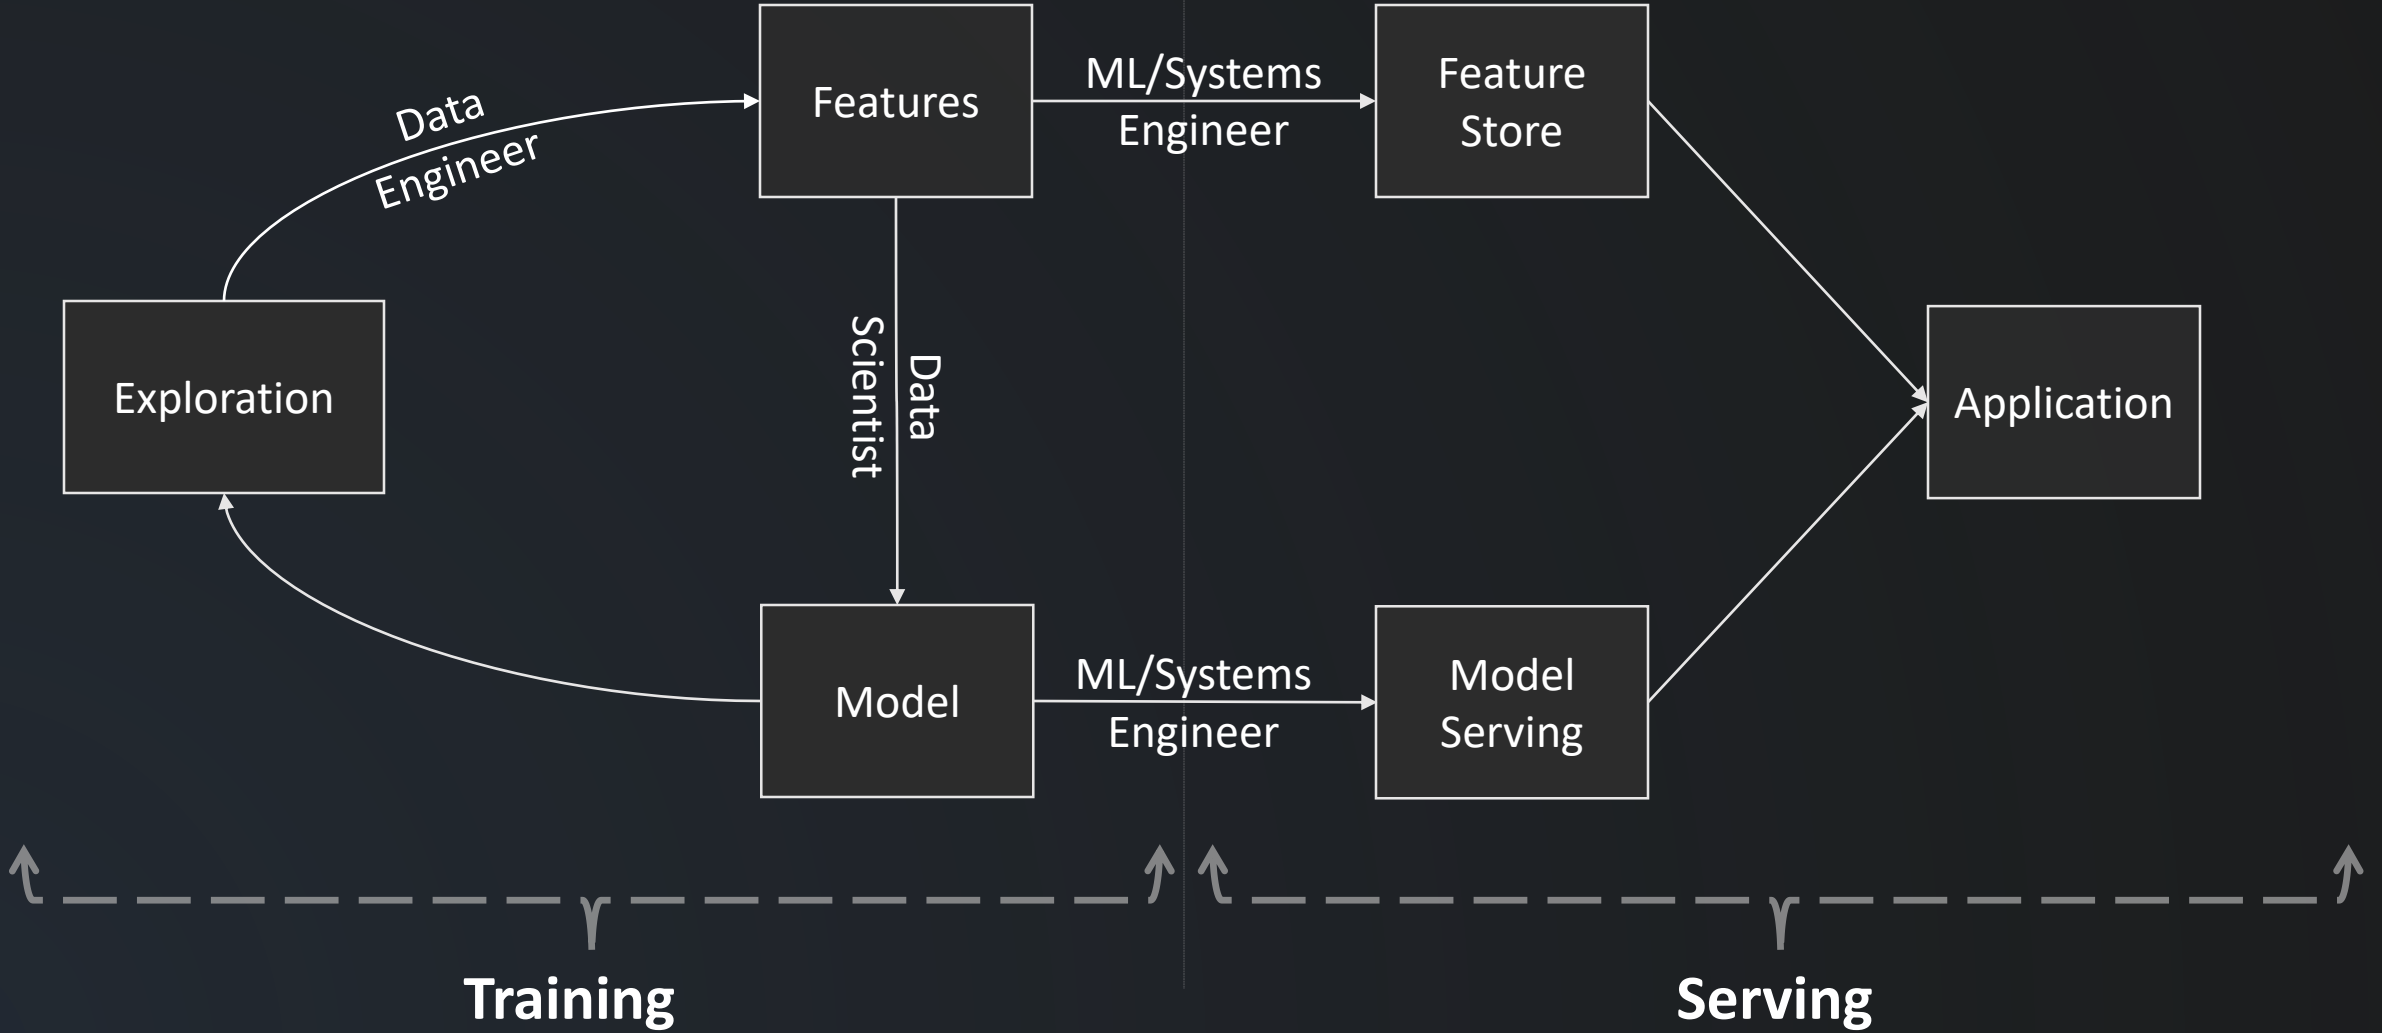 Features
ML/Systems
Engineer
Feature
Store
Data
Engineer
Exploration
Data
Scientist
Application
Model
ML/Systems
Engineer
Model
Serving
Training
Serving